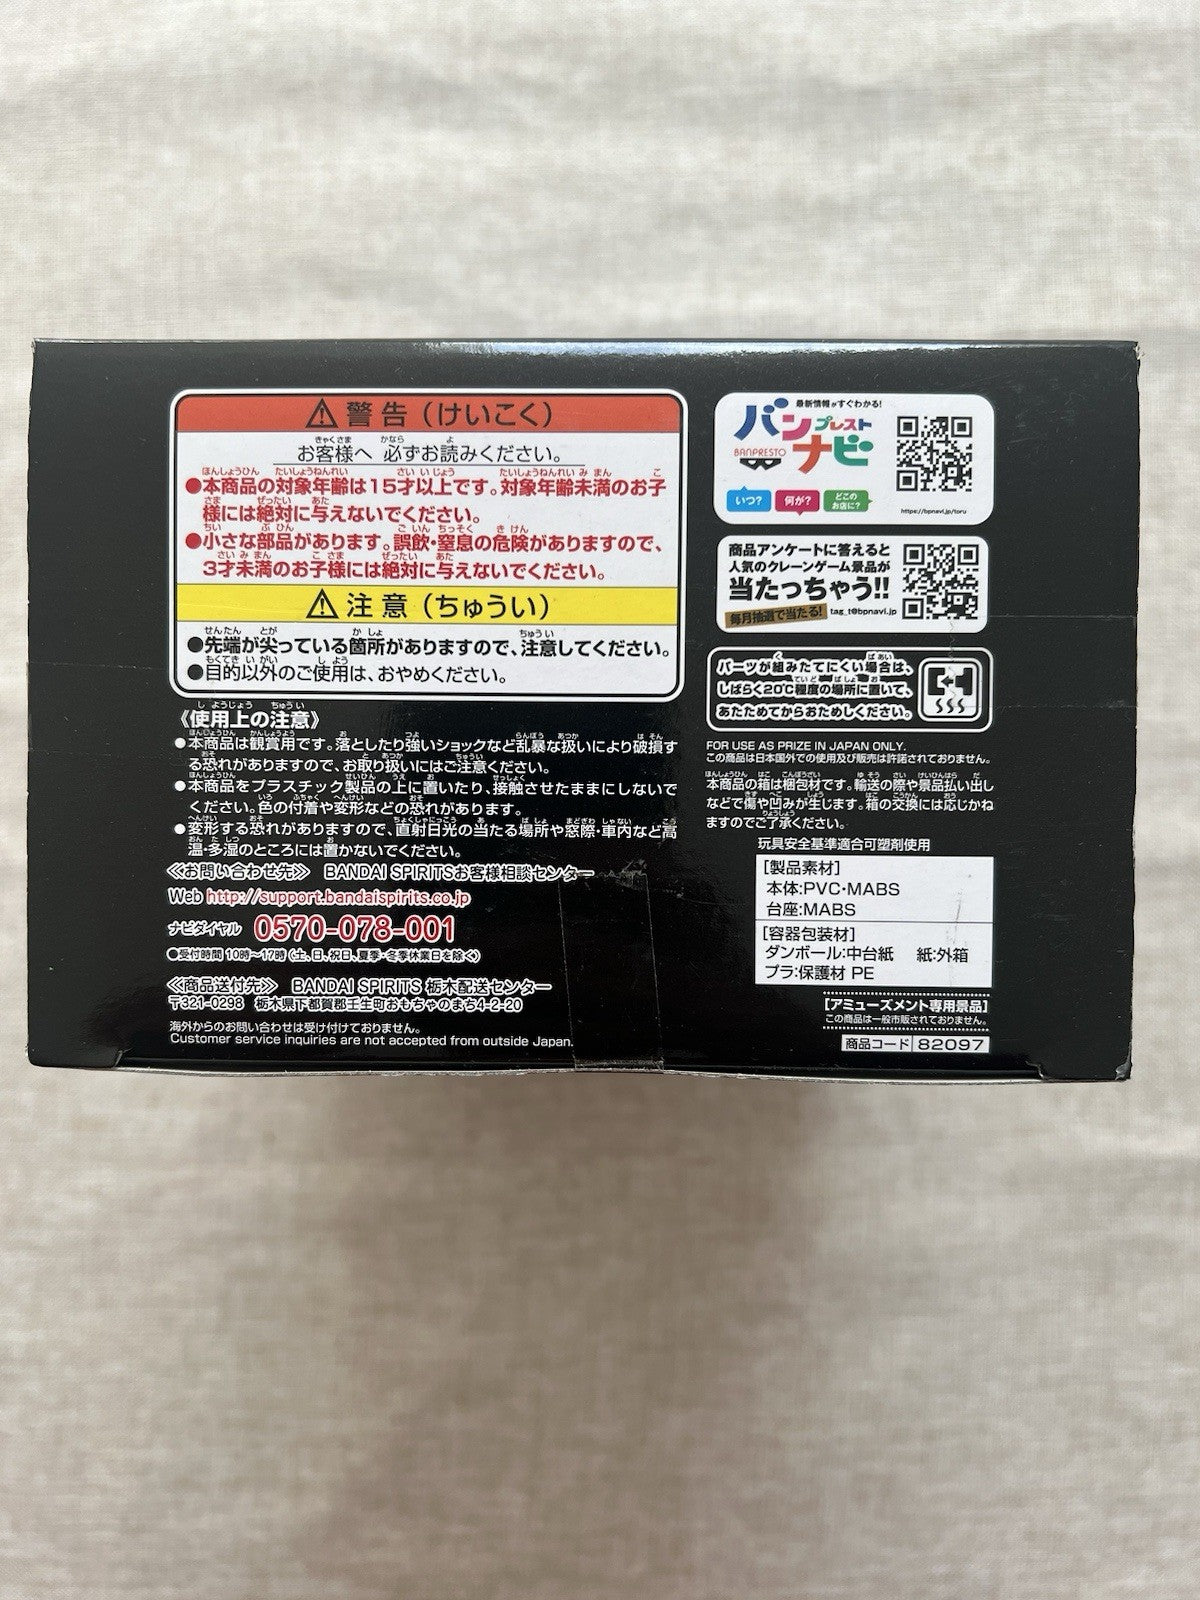 警告（けいこく）
お客様へ 必ずお読みください。
●本商品の対象年齢は15才以上です。対象年齢未満のお子
様には絶対に与えないでください。
●小さな部品があります。誤飲・窒息の危険がありますので、
3才未満のお子様には絶対に与えないでください。
注意（ちゅうい）
●先端が尖っている箇所がありますので、注意してください。
●目的以外のご使用は、おやめください。
《使用上の注意》
●本商品は観賞用です。落としたり強いショックなど乱暴な扱いにより破損す
る恐れがありますので、お取り扱いにはご注意ください。
●本商品をプラスチック製品の上に置いたり、接触させたままにしないで
ください。色の付着や変形などの恐れがあります。
●変形する恐れがありますので、直射日光の当たる場所や窓際・車内など高
温・多湿のところには置かないでください。
≪お問い合わせ先≫ BANDAI SPIRITSお客様相談センター
Web http://support.bandaispirits.co.jp
ナビダイヤル 0570-078-001
●受付時間 10時～17時（土、日、祝日、夏季・冬季休業日を除く）
≪商品送付先≫ BANDAI SPIRITS 栃木配送センター
〒321-0298 栃木県下都賀郡壬生町おもちゃのまち4-2-20
海外からのお問い合わせは受け付けておりません。
Customer service inquiries are not accepted from outside Japan.
最新情報がすぐわかる!
バンプレストナビ
BANPRESTO
いつ? 何が? どこのお店に?
https://bpnavi.jp/toru
商品アンケートに答えると
人気のクレーンゲーム景品が
当たっちゃう!!
毎月抽選で当たる! tag_t@bpnavi.jp
パーツが組みたてにくい場合は、
しばらく20℃程度の場所に置いて、
あたためてからおためしください。
FOR USE AS PRIZE IN JAPAN ONLY.
この商品は日本国外での使用及び販売は許諾されておりません。
本商品の箱は梱包材です。輸送の際や景品払い出し
などで傷や凹みが生じます。箱の交換には応じかね
ますのでご了承ください。
玩具安全基準適合可塑剤使用
[製品素材]
本体:PVC・MABS
台座:MABS
[容器包装材]
ダンボール:中台紙 紙:外箱
プラ:保護材 PE
[アミューズメント専用景品]
この商品は一般市販されておりません。
商品コード 82097